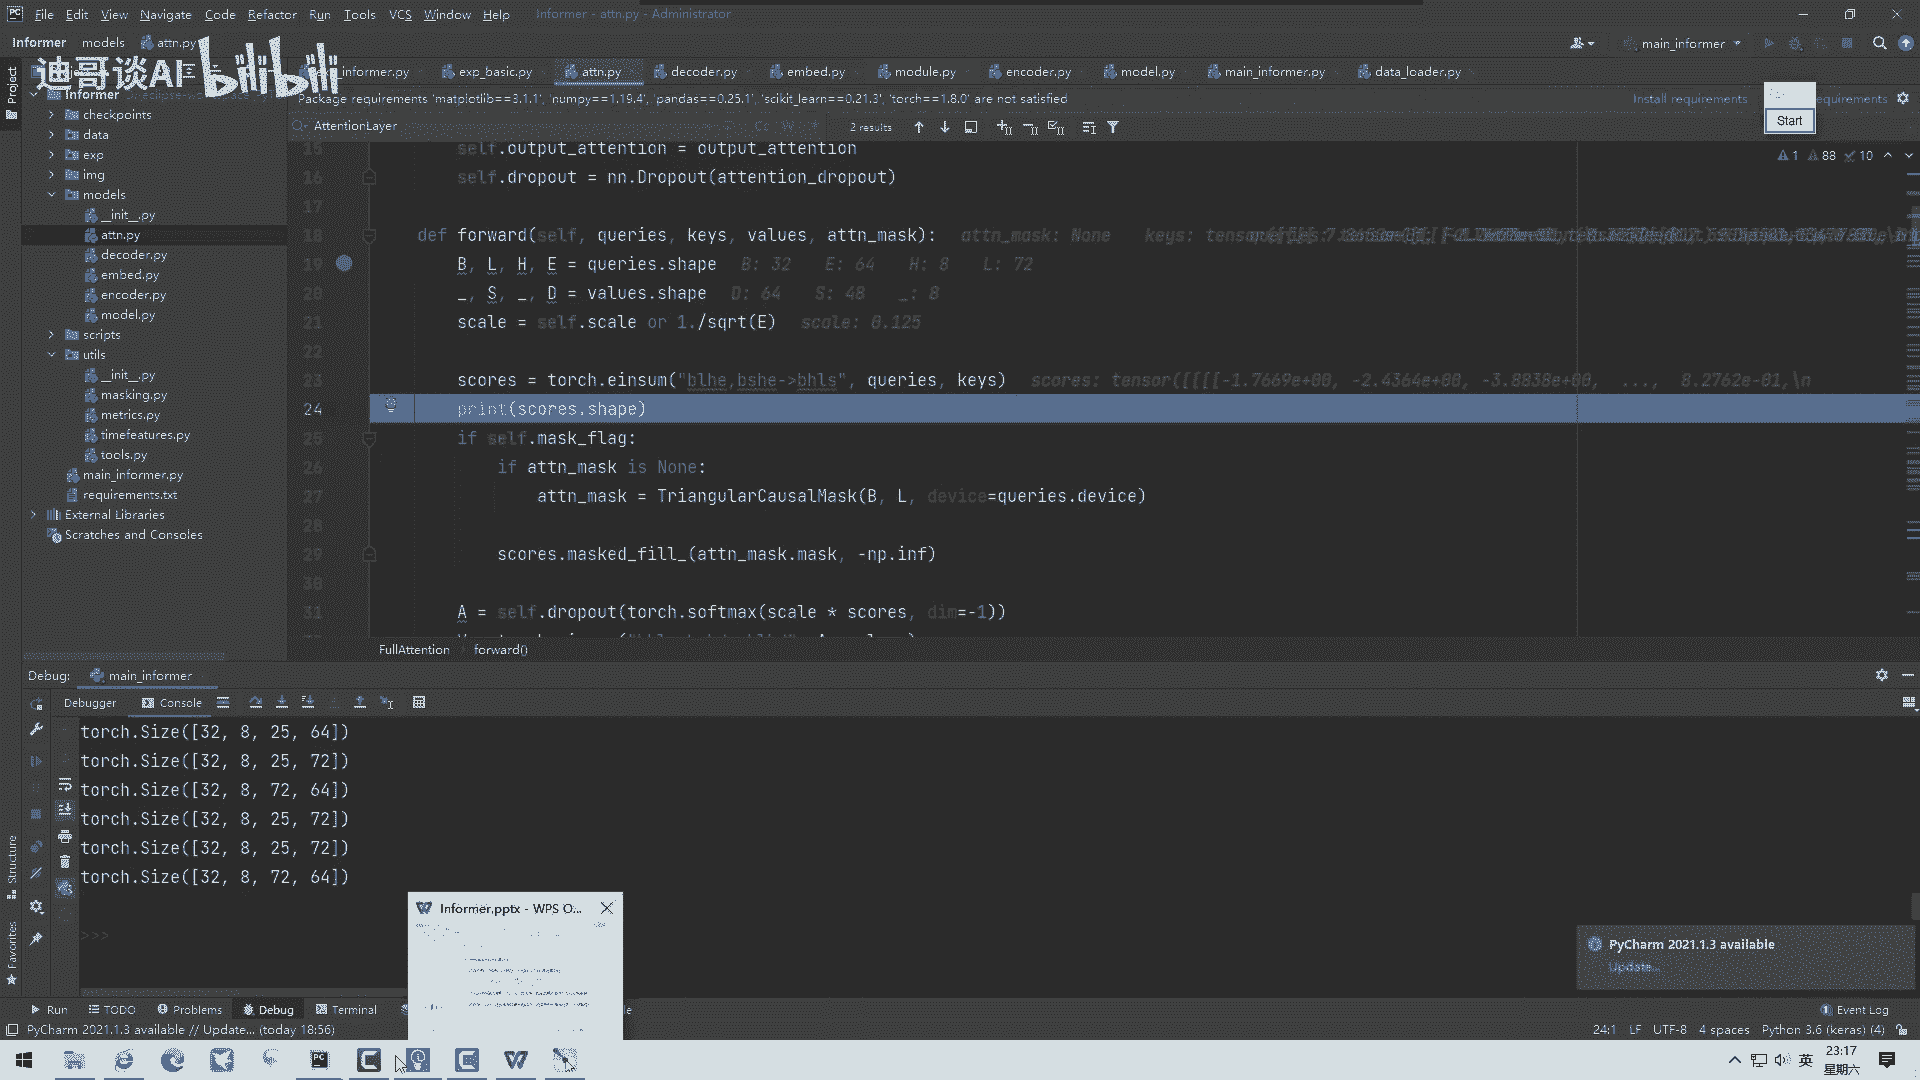 File Edit View Navigate Code Refactor Run Tools VCS Window Help Informer - attn.py - Administrator
Informer models attn.py main_informer
迪哥谈AI bilibili
informer.py exp_basic.py attn.py decoder.py embed.py module.py encoder.py model.py main_informer.py data_loader.py
Package requirements 'matplotlib==3.1.1', 'numpy==1.19.4', 'pandas==0.25.1', 'scikit_learn==0.21.3', 'torch==1.8.0' are not satisfied Install requirements
Start
AttentionLayer 2 results
1 88 10
Project
Informer
checkpoints
data
exp
img
models
__init__.py
attn.py
decoder.py
embed.py
encoder.py
model.py
scripts
utils
__init__.py
masking.py
metrics.py
timefeatures.py
tools.py
main_informer.py
requirements.txt
External Libraries
Scratches and Consoles
15 self.output_attention = output_attention
16 self.dropout = nn.Dropout(attention_dropout)
17
18 def forward(self, queries, keys, values, attn_mask): attn_mask: None keys:
19 B, L, H, E = queries.shape B: 32 E: 64 H: 8 L: 72
20 _, S, _, D = values.shape D: 64 S: 48 _: 8
21 scale = self.scale or 1./sqrt(E) scale: 0.125
22
23 scores = torch.einsum("blhe,bshe->bhls", queries, keys) scores: tensor([[[[-1.7669e+00, -2.4364e+00, -3.8838e+00, ..., 8.2762e-01,\n
24 print(scores.shape)
25 if self.mask_flag:
26 if attn_mask is None:
27 attn_mask = TriangularCausalMask(B, L, device=queries.device)
28
29 scores.masked_fill_(attn_mask.mask, -np.inf)
30
31 A = self.dropout(torch.softmax(scale * scores, dim=-1))
FullAttention forward()
Debug: main_informer
Debugger Console
torch.Size([32, 8, 25, 64])
torch.Size([32, 8, 25, 72])
torch.Size([32, 8, 72, 64])
torch.Size([32, 8, 25, 72])
torch.Size([32, 8, 25, 72])
torch.Size([32, 8, 72, 64])
>>>
Structure
Favorites
Informer.pptx - WPS O...
PyCharm 2021.1.3 available
Update...
Run TODO Problems Debug Terminal Event Log
PyCharm 2021.1.3 available // Update... (today 18:56) 24:1 LF UTF-8 4 spaces Python 3.6 (keras) (4)
英 23:17
星期六